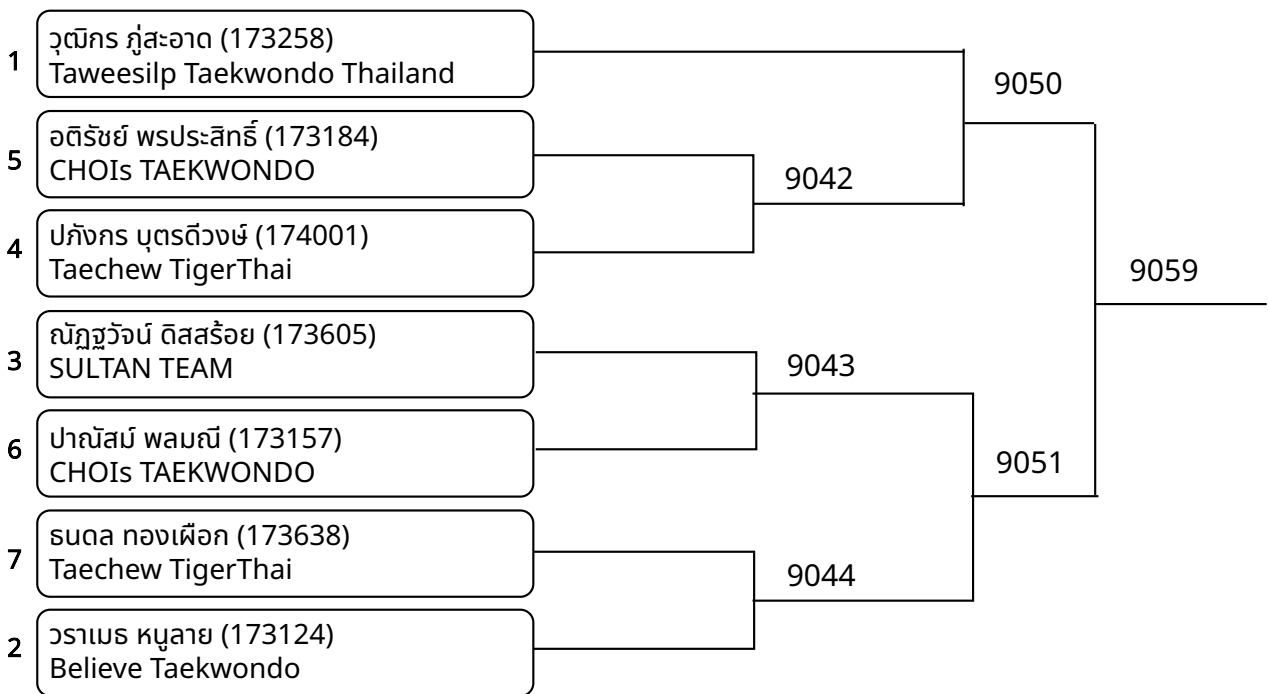 1
วุฒิกร ภู่สะอาด (173258)
Taweesilp Taekwondo Thailand
5
อติรัชย์ พรประสิทธิ์ (173184)
CHOIs TAEKWONDO
4
ปภังกร บุตรดีวงษ์ (174001)
Taechew TigerThai
3
ณัฏฐวัจน์ ดิสสร้อย (173605)
SULTAN TEAM
6
ปาณัสม์ พลมณี (173157)
CHOIs TAEKWONDO
7
ธนดล ทองเผือก (173638)
Taechew TigerThai
2
วราเมธ หนูลาย (173124)
Believe Taekwondo
9042
9043
9044
9050
9051
9059